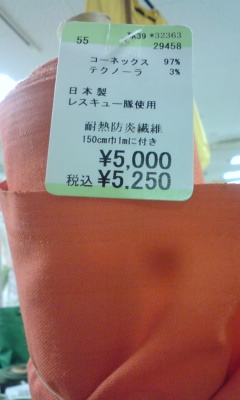 55 TA39 *32363
29458
コーネックス 97%
テクノーラ 3%
日本製
レスキュー隊使用
耐熱防炎繊維
150cm巾1mに付き
¥5,000
税込 ¥5,250